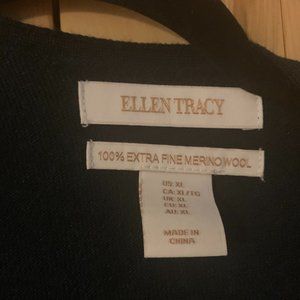 ELLEN TRACY
100% EXTRA FINE MERINO WOOL
US: XL
CA: XL/TG
UK: XL
EU: XL
AU: XL
MADE IN
CHINA